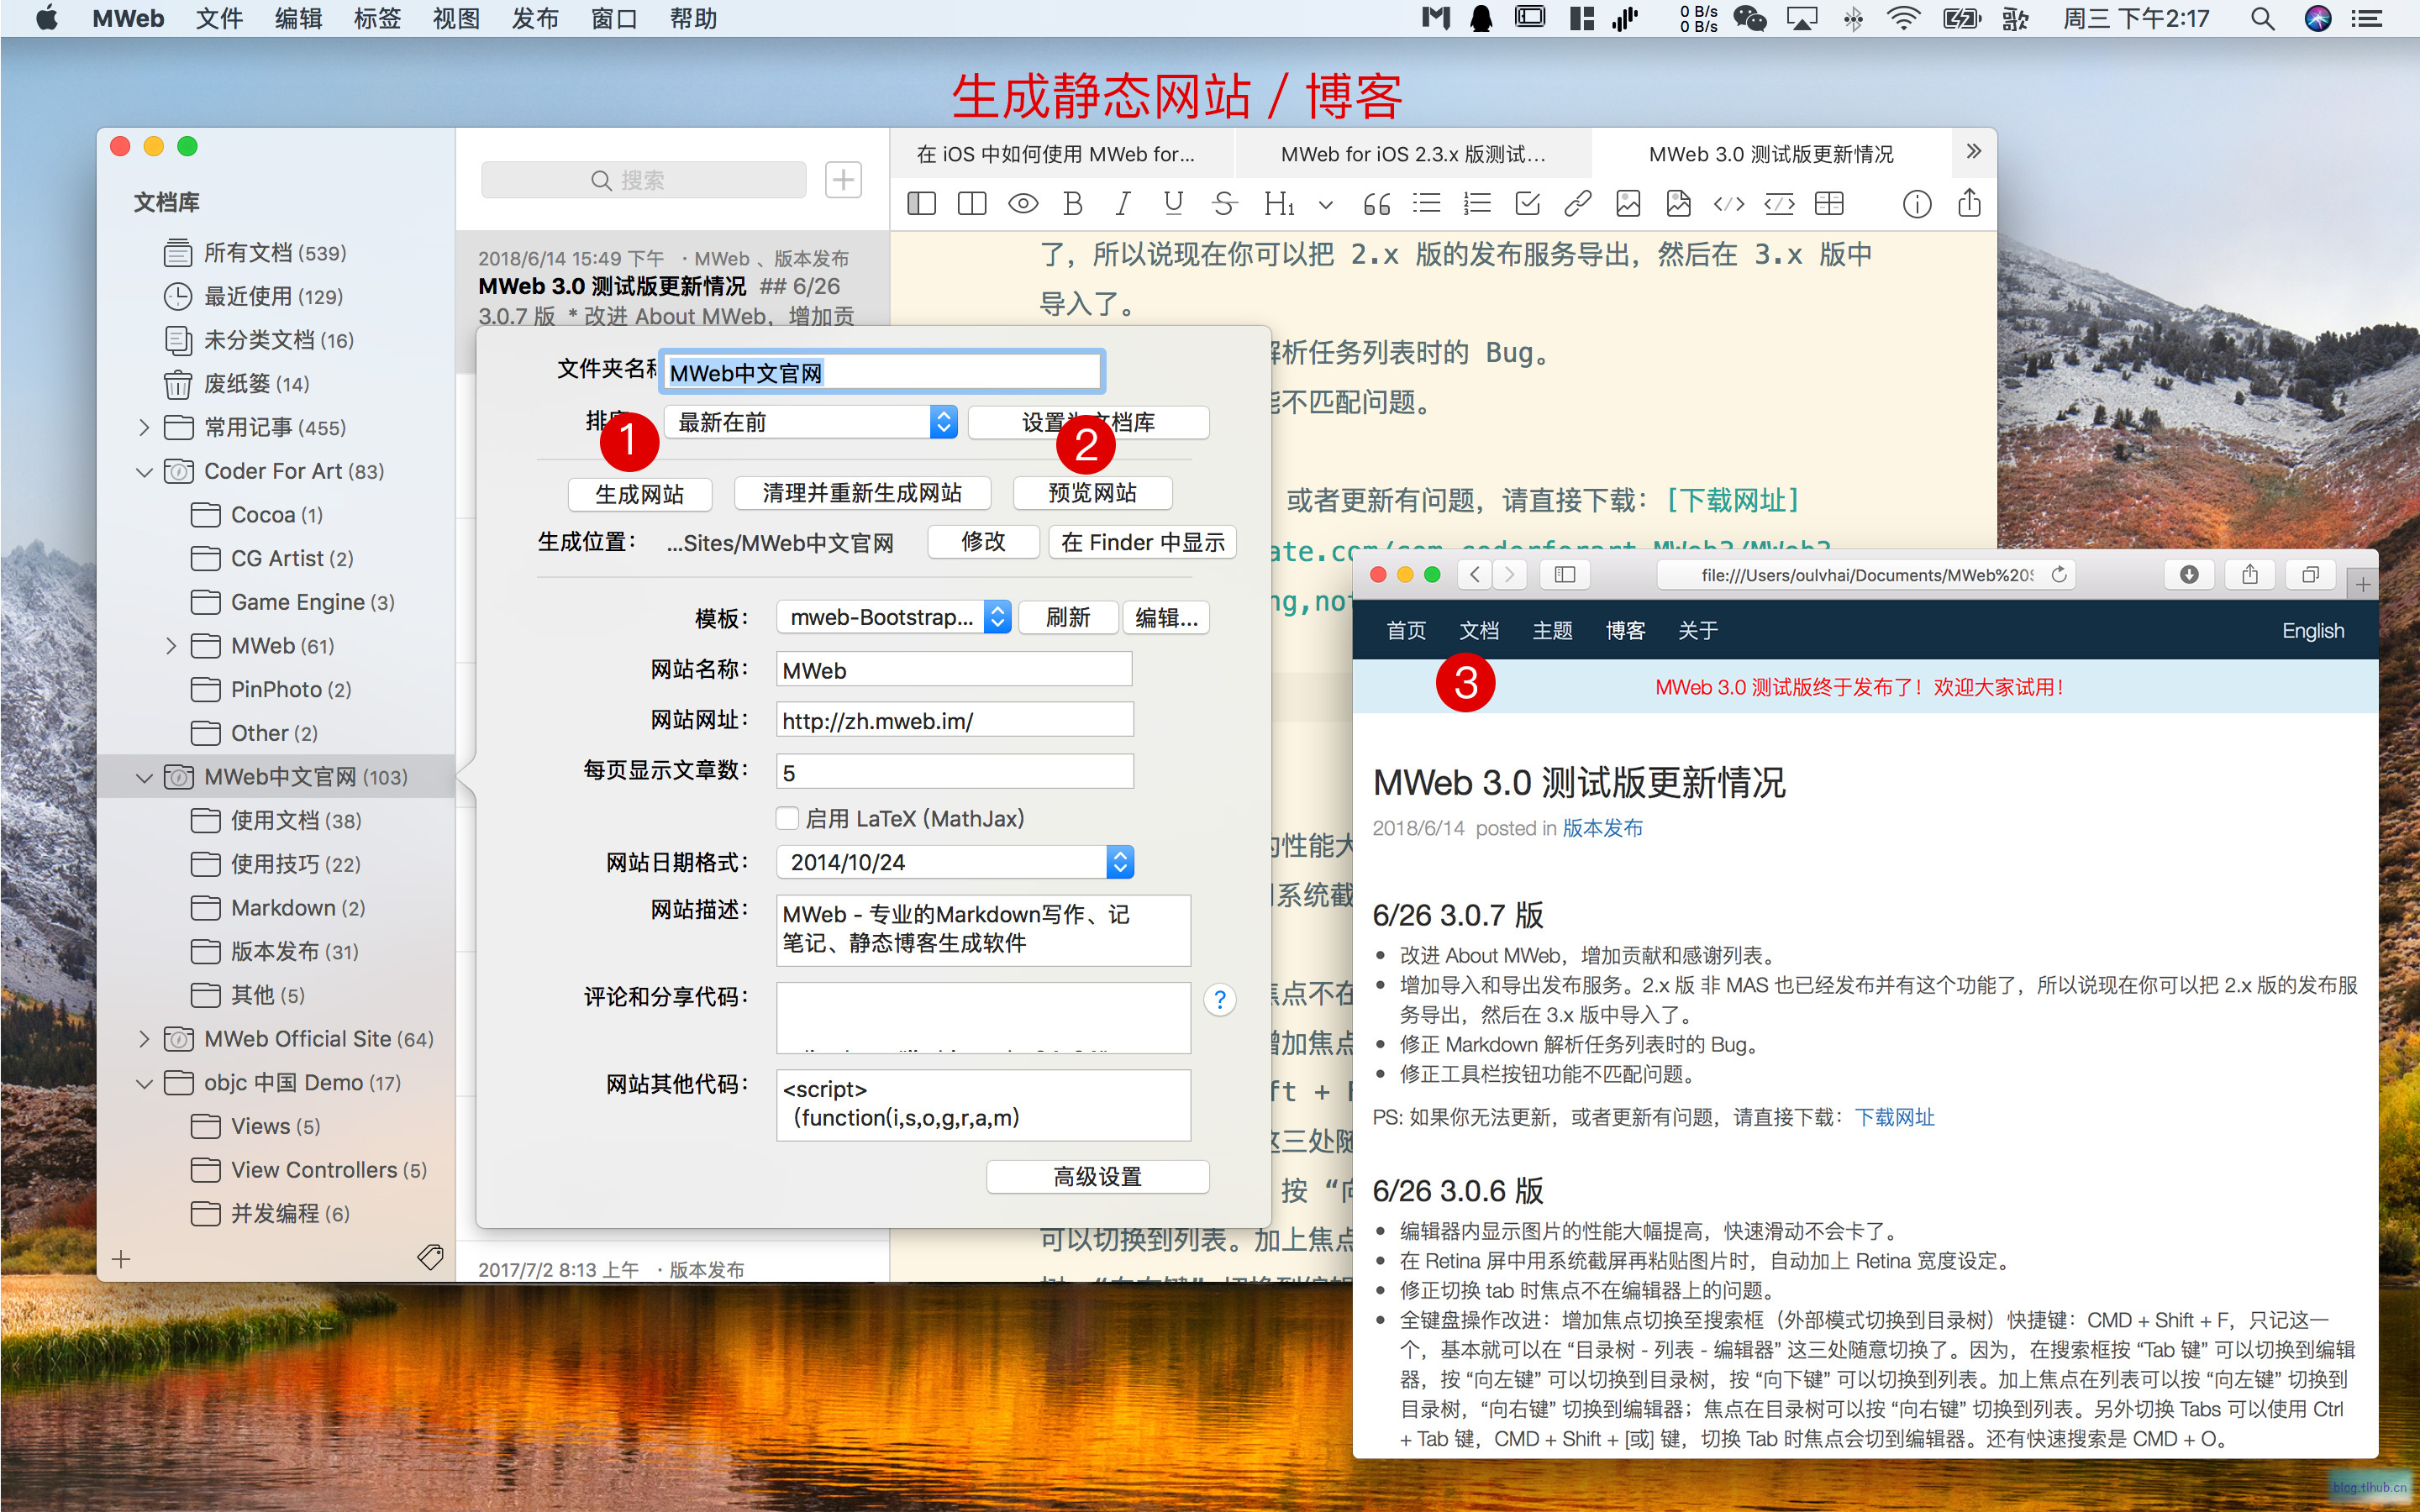 MWeb 文件 编辑 标签 视图 发布 窗口 帮助
0 B/s
0 B/s
周三 下午2:17
生成静态网站 / 博客
文档库
所有文档 (539)
最近使用 (129)
未分类文档 (16)
废纸篓 (14)
常用记事 (455)
Coder For Art (83)
Cocoa (1)
CG Artist (2)
Game Engine (3)
MWeb (61)
PinPhoto (2)
Other (2)
MWeb中文官网 (103)
使用文档 (38)
使用技巧 (22)
Markdown (2)
版本发布 (31)
其他 (5)
MWeb Official Site (64)
objc 中国 Demo (17)
Views (5)
View Controllers (5)
并发编程 (6)
搜索
2018/6/14 15:49 下午 · MWeb 、版本发布
MWeb 3.0 测试版更新情况 ## 6/26
3.0.7 版 * 改进 About MWeb，增加贡
2017/7/2 8:13 上午 · 版本发布
在 iOS 中如何使用 MWeb for...
MWeb for iOS 2.3.x 版测试...
MWeb 3.0 测试版更新情况
了，所以说现在你可以把 2.x 版的发布服务导出，然后在 3.x 版中
导入了。
解析任务列表时的 Bug。
能不匹配问题。
或者更新有问题，请直接下载：[下载网址]
文件夹名称
MWeb中文官网
最新在前
1
2
生成网站
清理并重新生成网站
预览网站
生成位置：
...Sites/MWeb中文官网
修改
在 Finder 中显示
模板：
mweb-Bootstrap...
刷新
编辑...
网站名称：
MWeb
网站网址：
http://zh.mweb.im/
每页显示文章数：
5
启用 LaTeX (MathJax)
网站日期格式：
2014/10/24
网站描述：
MWeb - 专业的Markdown写作、记
笔记、静态博客生成软件
评论和分享代码：
?
网站其他代码：
<script>
(function(i,s,o,g,r,a,m)
高级设置
可以切换到列表。加上焦点
file:///Users/oulvhai/Documents/MWeb%20S
首页 文档 主题 博客 关于
English
3
MWeb 3.0 测试版终于发布了！欢迎大家试用！
MWeb 3.0 测试版更新情况
2018/6/14 posted in 版本发布
6/26 3.0.7 版
改进 About MWeb，增加贡献和感谢列表。
增加导入和导出发布服务。2.x 版 非 MAS 也已经发布并有这个功能了，所以说现在你可以把 2.x 版的发布服
务导出，然后在 3.x 版中导入了。
修正 Markdown 解析任务列表时的 Bug。
修正工具栏按钮功能不匹配问题。
PS: 如果你无法更新，或者更新有问题，请直接下载：下载网址
6/26 3.0.6 版
编辑器内显示图片的性能大幅提高，快速滑动不会卡了。
在 Retina 屏中用系统截屏再粘贴图片时，自动加上 Retina 宽度设定。
修正切换 tab 时焦点不在编辑器上的问题。
全键盘操作改进：增加焦点切换至搜索框（外部模式切换到目录树）快捷键：CMD + Shift + F，只记这一
个，基本就可以在 “目录树 - 列表 - 编辑器” 这三处随意切换了。因为，在搜索框按 “Tab 键” 可以切换到编辑
器，按 “向左键” 可以切换到目录树，按 “向下键” 可以切换到列表。加上焦点在列表可以按 “向左键” 切换到
目录树，“向右键” 切换到编辑器；焦点在目录树可以按 “向右键” 切换到列表。另外切换 Tabs 可以使用 Ctrl
+ Tab 键，CMD + Shift + [或] 键，切换 Tab 时焦点会切到编辑器。还有快速搜索是 CMD + O。
blog.tlhub.cn